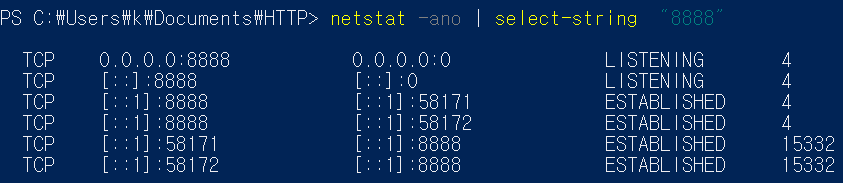 PS C:₩Users₩k₩Documents₩HTTP> netstat -ano | select-string "8888"
TCP 0.0.0.0:8888 0.0.0.0:0 LISTENING 4
TCP [::]:8888 [::]:0 LISTENING 4
TCP [::1]:8888 [::1]:58171 ESTABLISHED 4
TCP [::1]:8888 [::1]:58172 ESTABLISHED 4
TCP [::1]:58171 [::1]:8888 ESTABLISHED 15332
TCP [::1]:58172 [::1]:8888 ESTABLISHED 15332